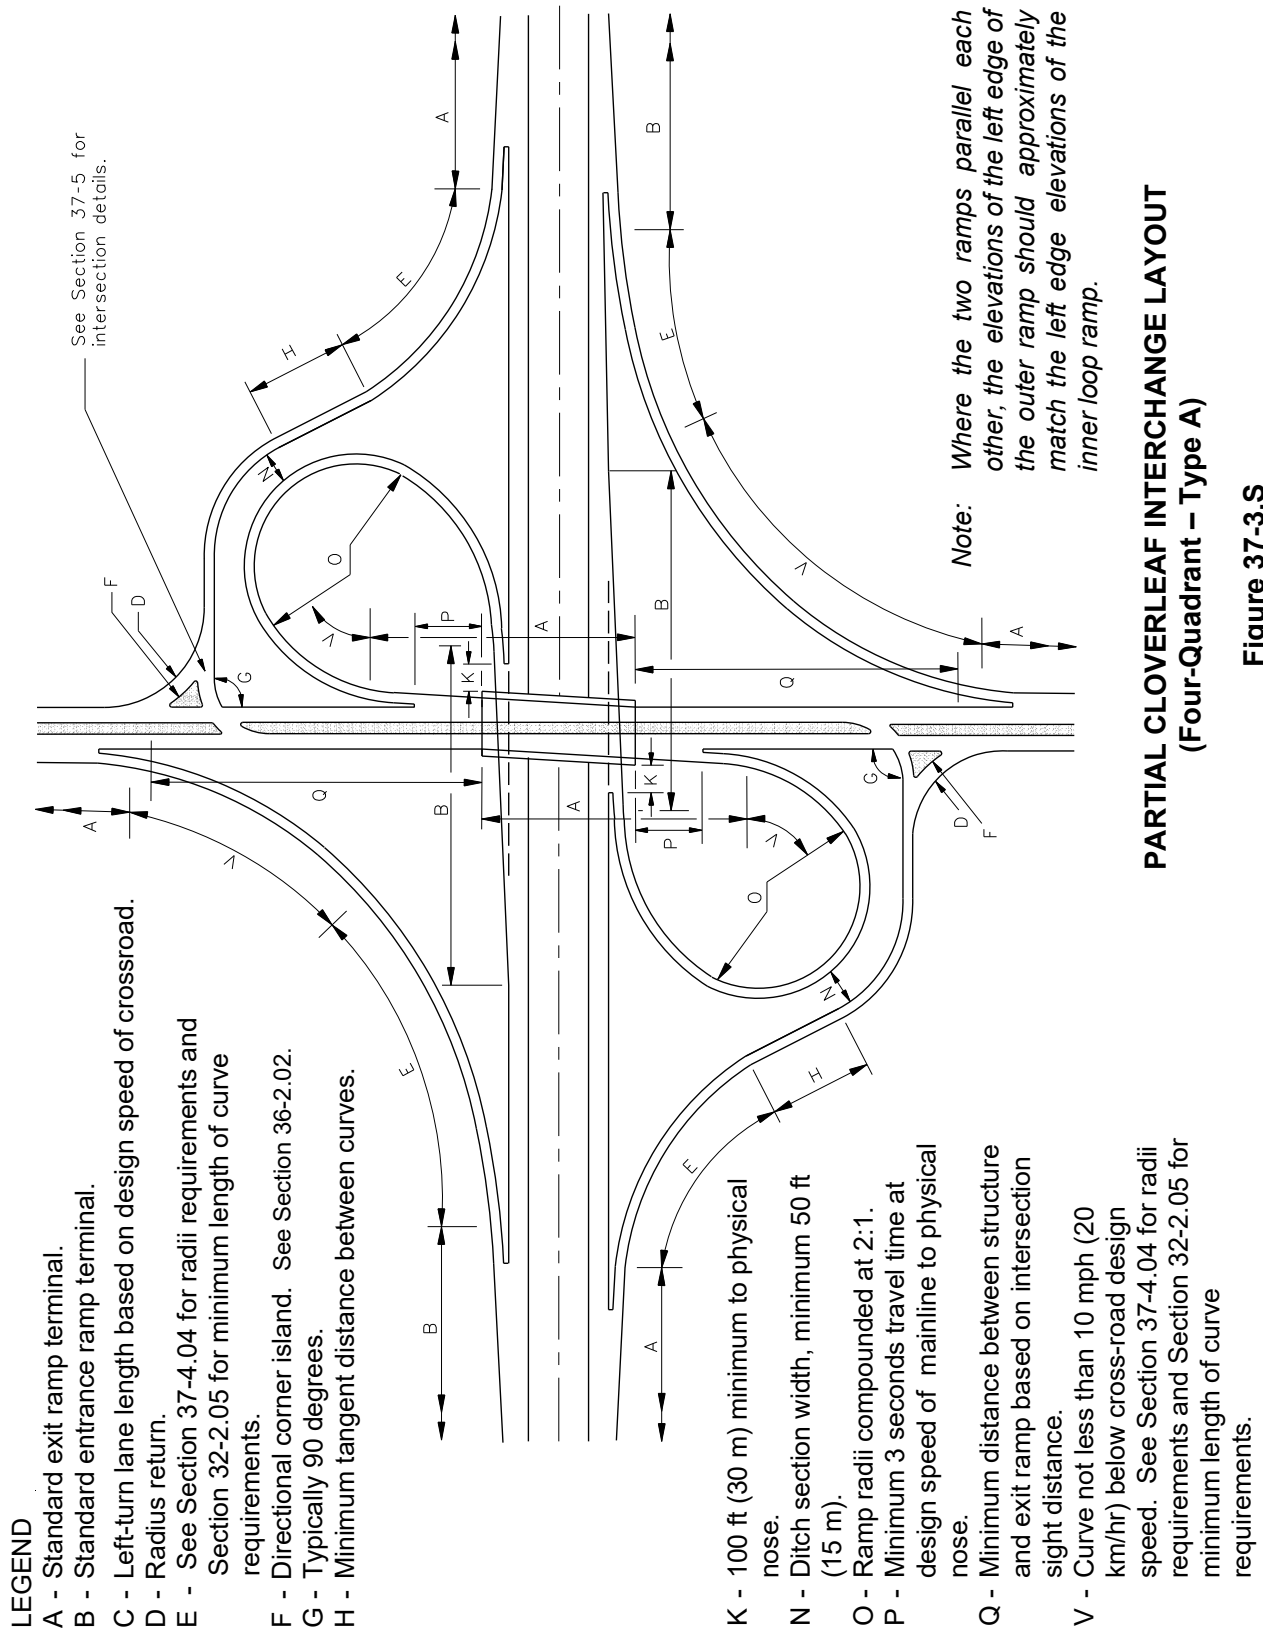 LEGEND
A - Standard exit ramp terminal.
B - Standard entrance ramp terminal.
C - Left-turn lane length based on design speed of crossroad.
D - Radius return.
E - See Section 37-4.04 for radii requirements and
Section 32-2.05 for minimum length of curve
requirements.
F - Directional corner island. See Section 36-2.02.
G - Typically 90 degrees.
H - Minimum tangent distance between curves.
K - 100 ft (30 m) minimum to physical
nose.
N - Ditch section width, minimum 50 ft
(15 m).
O - Ramp radii compounded at 2:1.
P - Minimum 3 seconds travel time at
design speed of mainline to physical
nose.
Q - Minimum distance between structure
and exit ramp based on intersection
sight distance.
V - Curve not less than 10 mph (20
km/hr) below cross-road design
speed. See Section 37-4.04 for radii
requirements and Section 32-2.05 for
minimum length of curve
requirements.
See Section 37-5 for
intersection details.
A
V
E
B
Q
B
F
D
G
N
H
E
A
O
V
P
K
A
A
K
P
V
O
N
H
E
A
G
D
F
B
Q
A
V
E
B
Note: Where the two ramps parallel each
other, the elevations of the left edge of
the outer ramp should approximately
match the left edge elevations of the
inner loop ramp.
PARTIAL CLOVERLEAF INTERCHANGE LAYOUT
(Four-Quadrant – Type A)
Figure 37-3.S